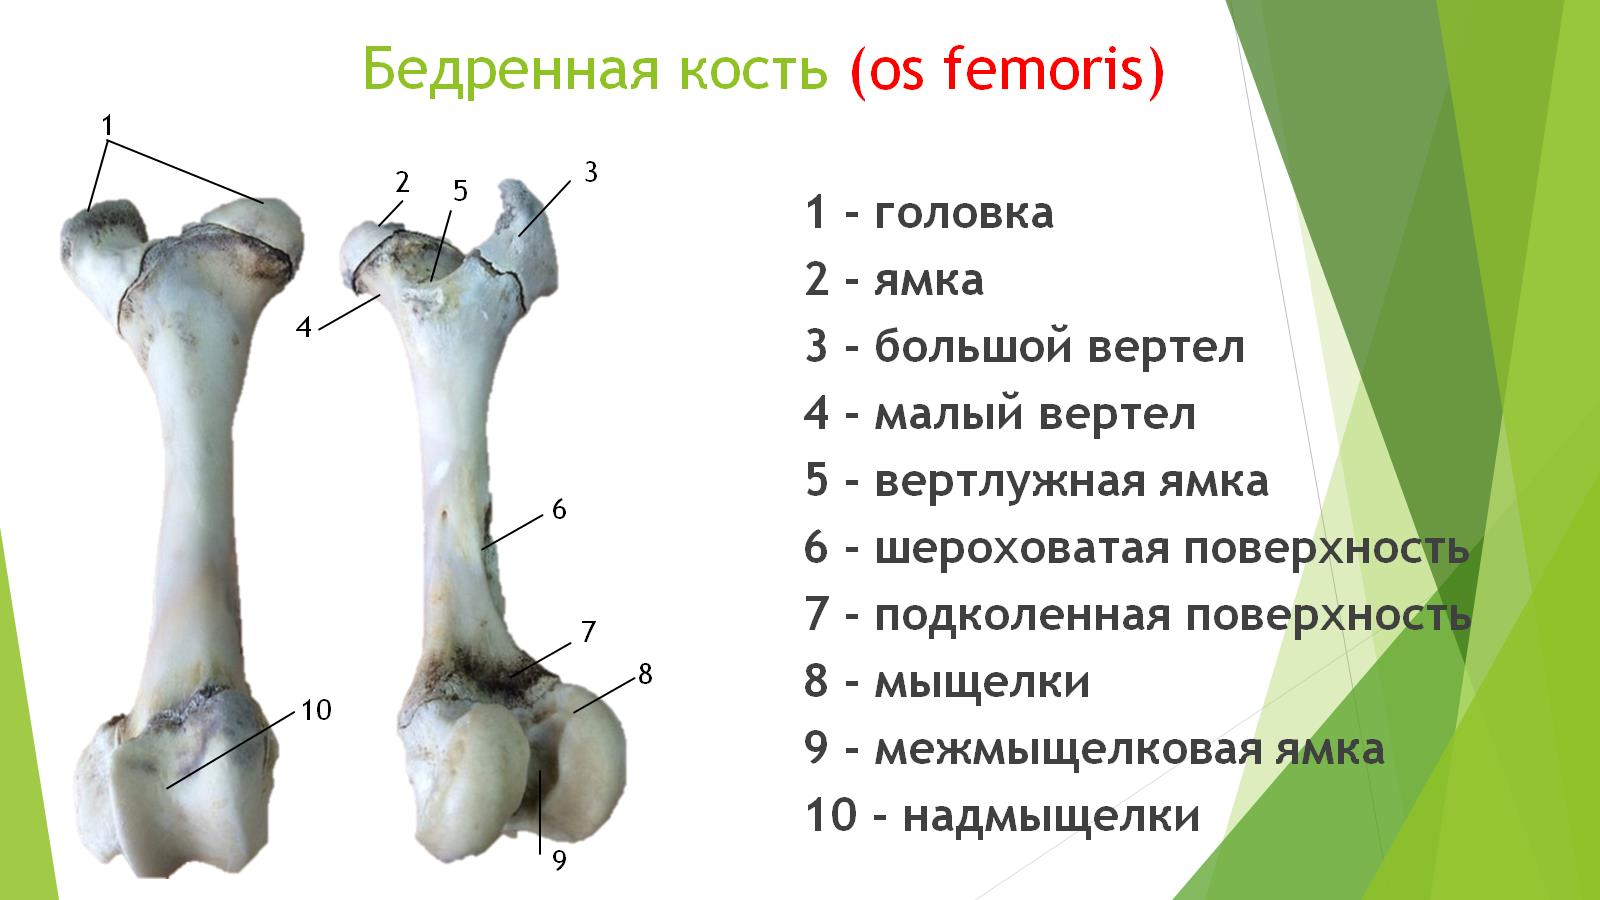 Бедренная кость (os femoris)
1
2
5
3
4
6
7
8
10
9
1 - головка
2 - ямка
3 - большой вертел
4 - малый вертел
5 - вертлужная ямка
6 - шероховатая поверхность
7 - подколенная поверхность
8 - мыщелки
9 - межмыщелковая ямка
10 - надмыщелки